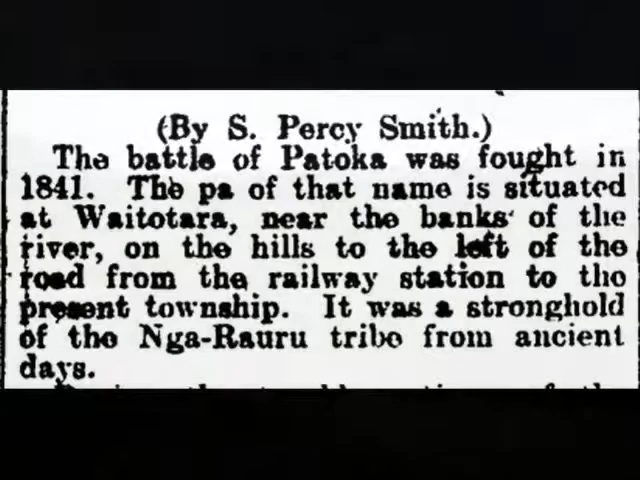 (By S. Percy Smith.)
The battle of Patoka was fought in
1841. The pa of that name is situated
at Waitotara, near the banks of the
river, on the hills to the left of the
road from the railway station to the
present township. It was a stronghold
of the Nga-Rauru tribe from ancient
days.